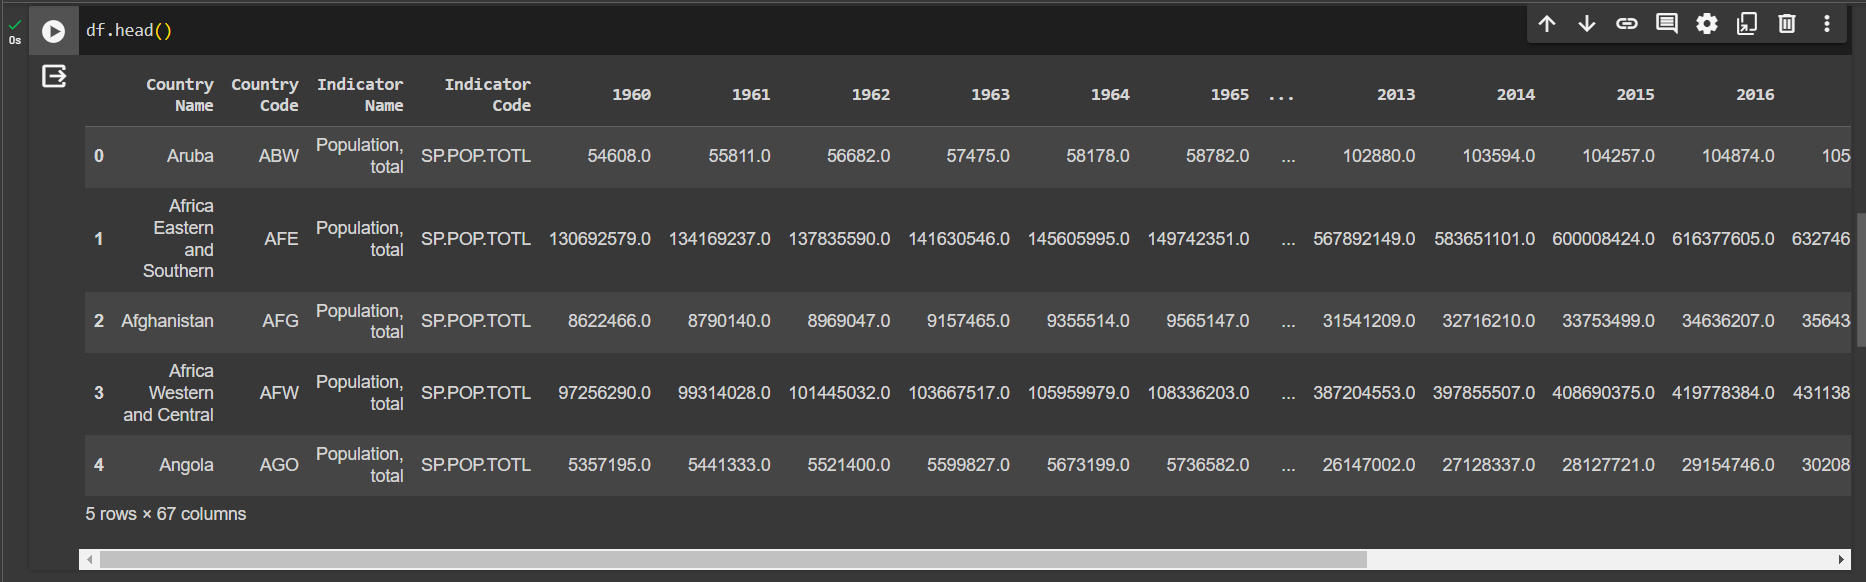 df.head()
0s
Country Name Country Code Indicator Name Indicator Code 1960 1961 1962 1963 1964 1965 ... 2013 2014 2015 2016
0 Aruba ABW Population, total SP.POP.TOTL 54608.0 55811.0 56682.0 57475.0 58178.0 58782.0 ... 102880.0 103594.0 104257.0 104874.0 105
1 Africa Eastern and Southern AFE Population, total SP.POP.TOTL 130692579.0 134169237.0 137835590.0 141630546.0 145605995.0 149742351.0 ... 567892149.0 583651101.0 600008424.0 616377605.0 632746
2 Afghanistan AFG Population, total SP.POP.TOTL 8622466.0 8790140.0 8969047.0 9157465.0 9355514.0 9565147.0 ... 31541209.0 32716210.0 33753499.0 34636207.0 35643
3 Africa Western and Central AFW Population, total SP.POP.TOTL 97256290.0 99314028.0 101445032.0 103667517.0 105959979.0 108336203.0 ... 387204553.0 397855507.0 408690375.0 419778384.0 431138
4 Angola AGO Population, total SP.POP.TOTL 5357195.0 5441333.0 5521400.0 5599827.0 5673199.0 5736582.0 ... 26147002.0 27128337.0 28127721.0 29154746.0 30208
5 rows × 67 columns